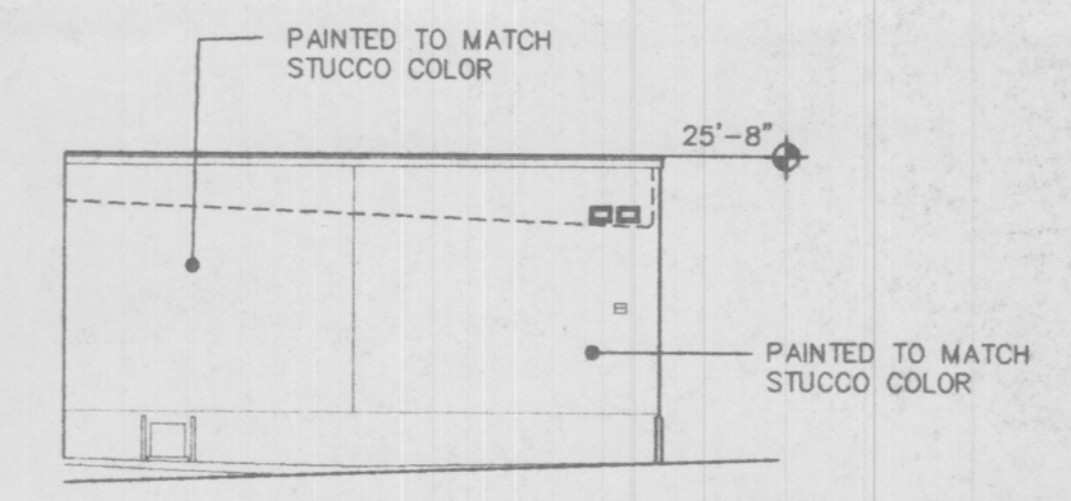 PAINTED TO MATCH
STUCCO COLOR
25'-8"
PAINTED TO MATCH
STUCCO COLOR